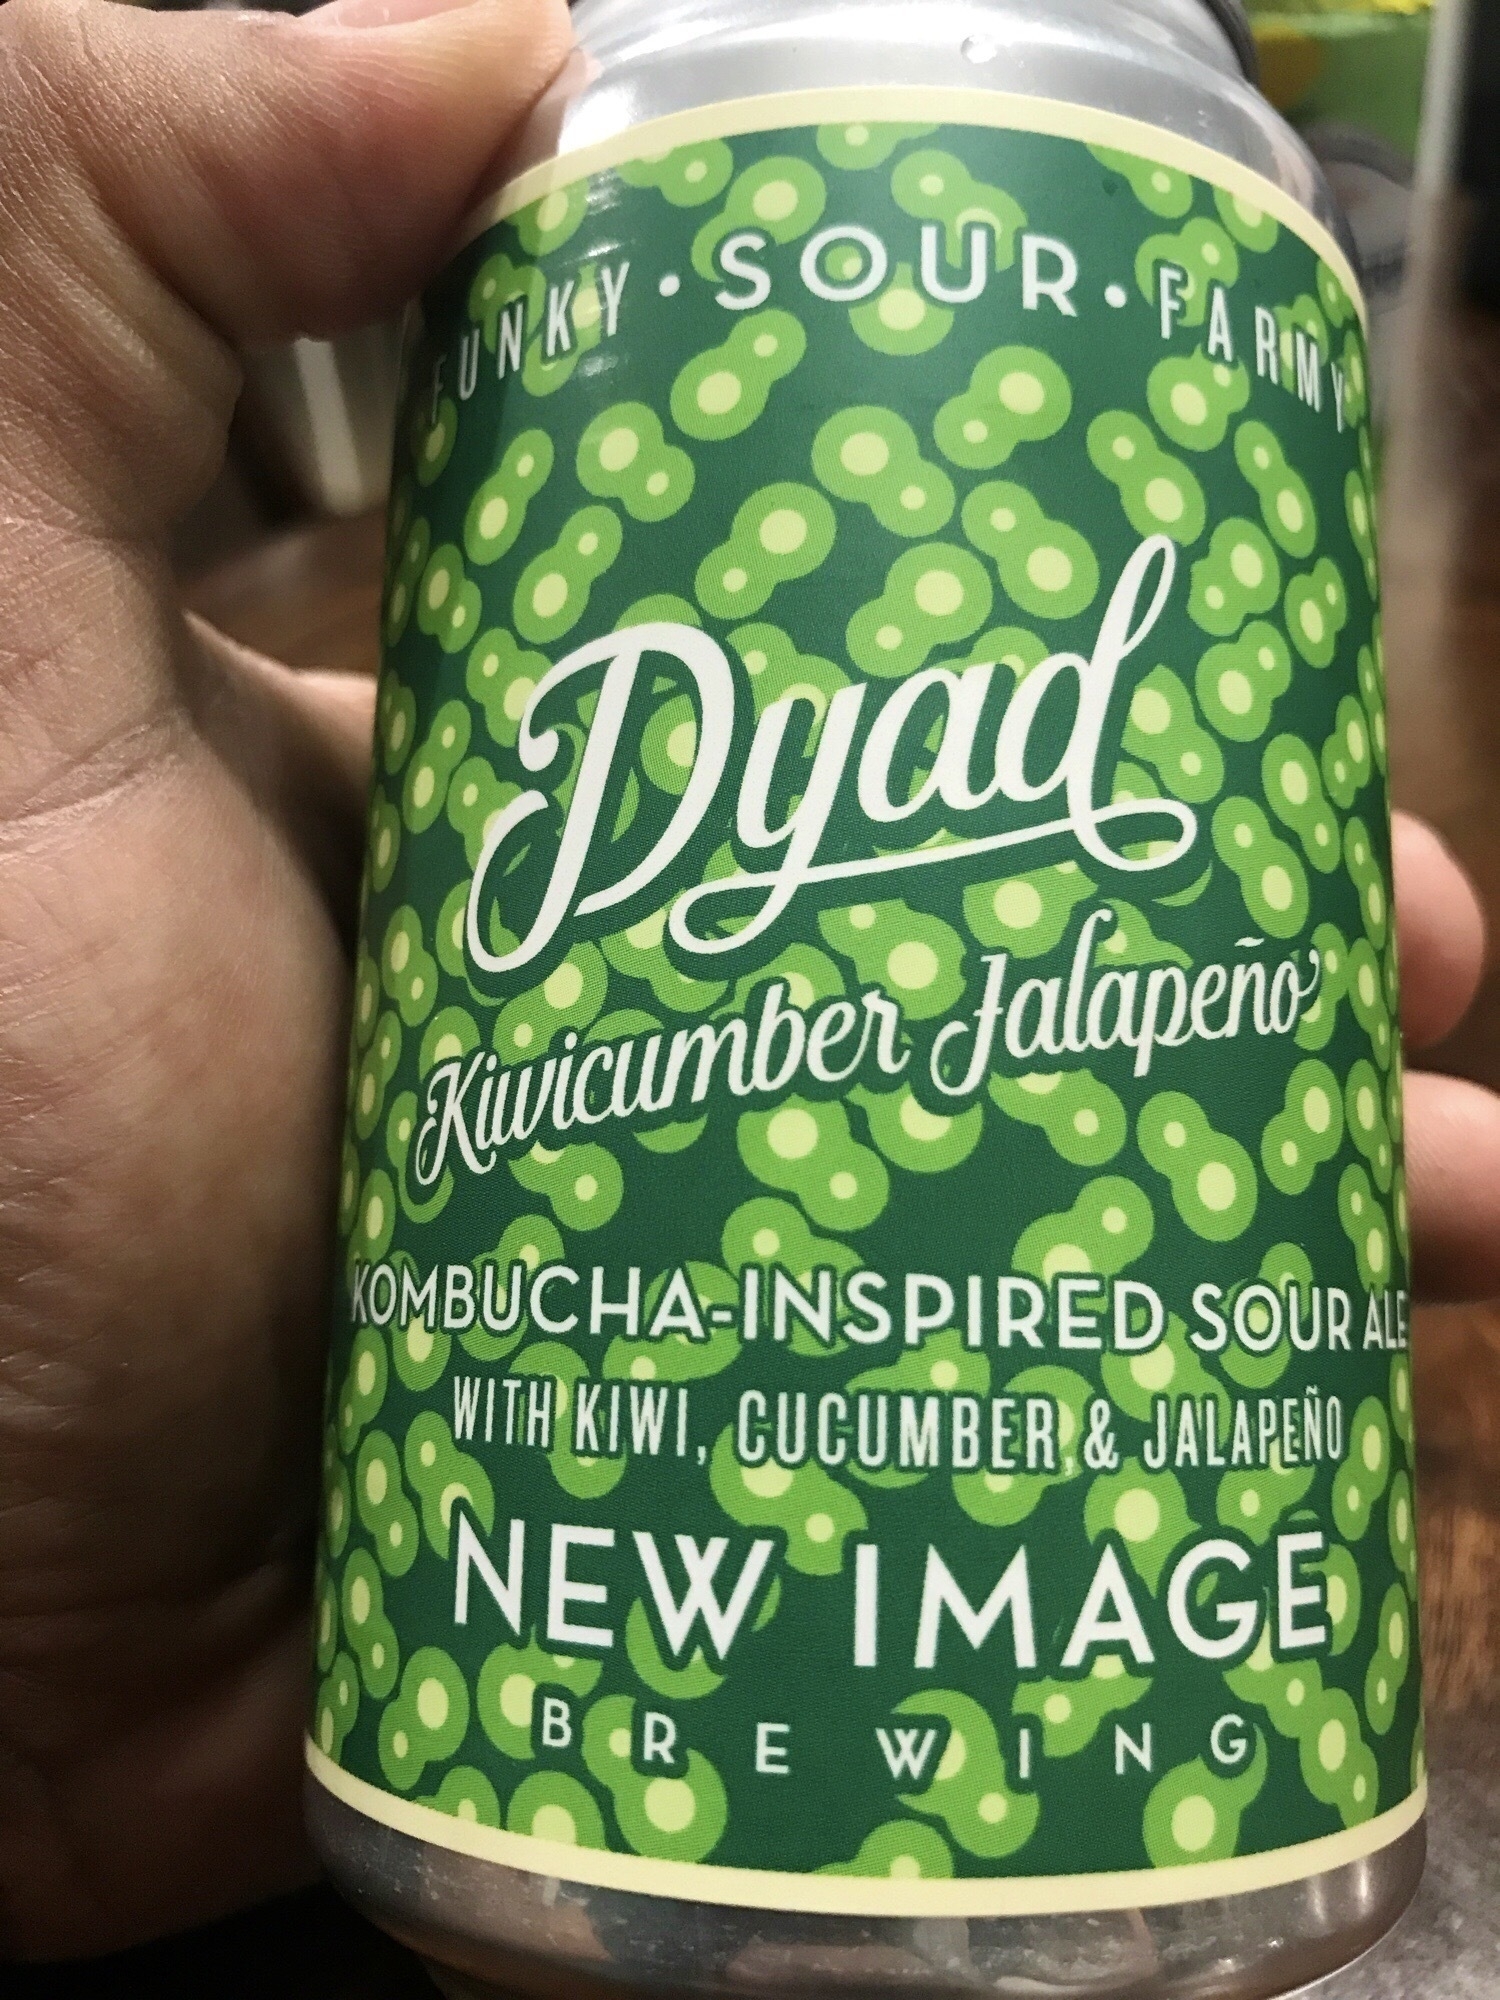 FUNKY • SOUR • FARMY
Dyad
Kiwicumber Jalapeño
KOMBUCHA-INSPIRED SOUR ALE
WITH KIWI, CUCUMBER, & JALAPEÑO
NEW IMAGE
BREWING